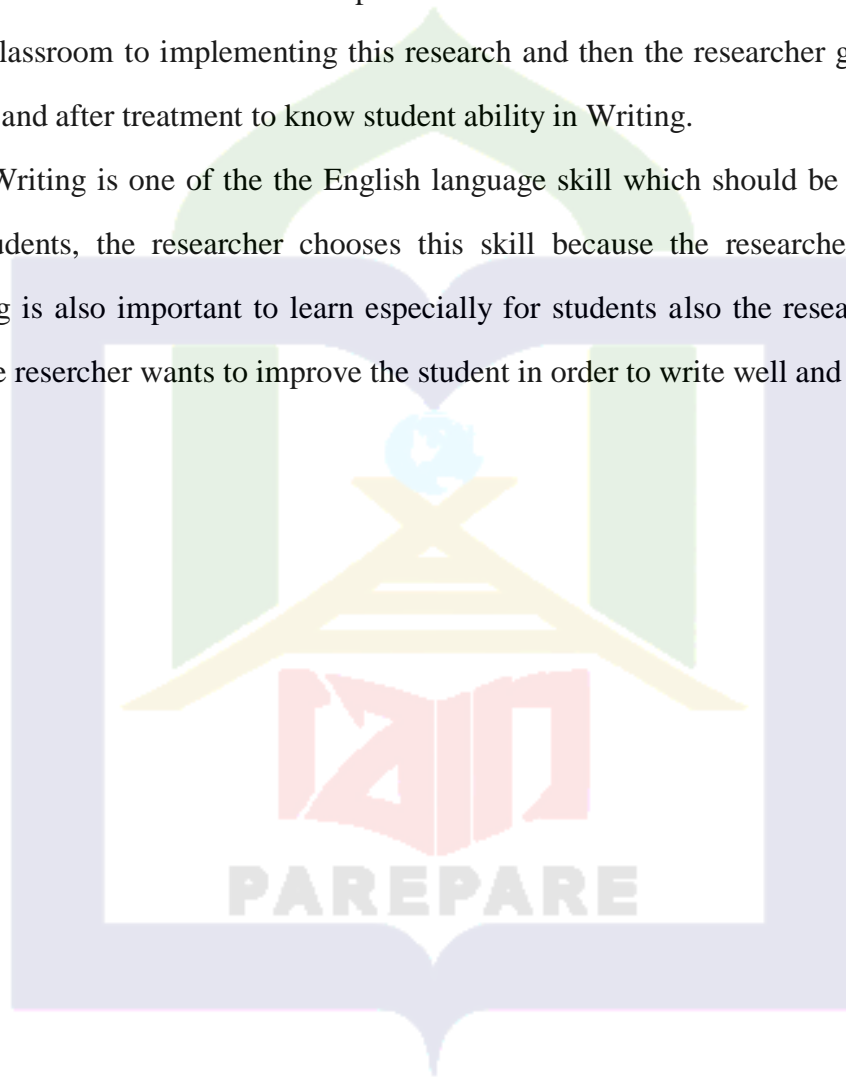 lassroom to implementing this research and then the researcher g
and after treatment to know student ability in Writing.
Writing is one of the the English language skill which should be
udents, the researcher chooses this skill because the researche
g is also important to learn especially for students also the resea
e resercher wants to improve the student in order to write well and
IAIN
PAREPARE